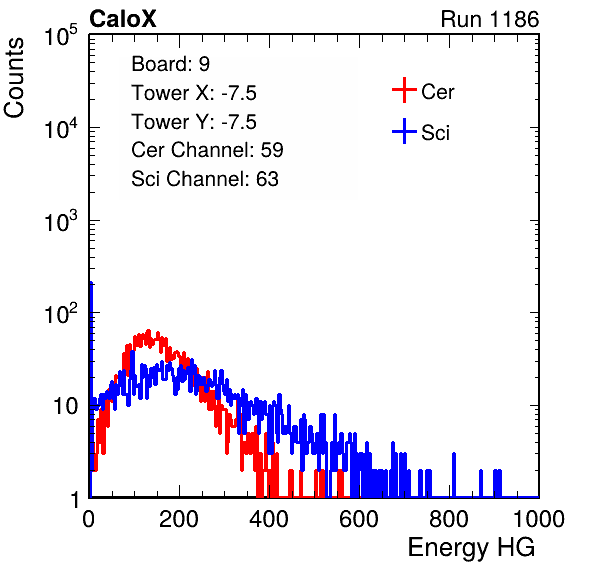 CaloX Run 1186
Counts
Board: 9
Tower X: -7.5
Tower Y: -7.5
Cer Channel: 59
Sci Channel: 63
Cer
Sci
10^5
10^4
10^3
10^2
10
1
0 200 400 600 800 1000
Energy HG